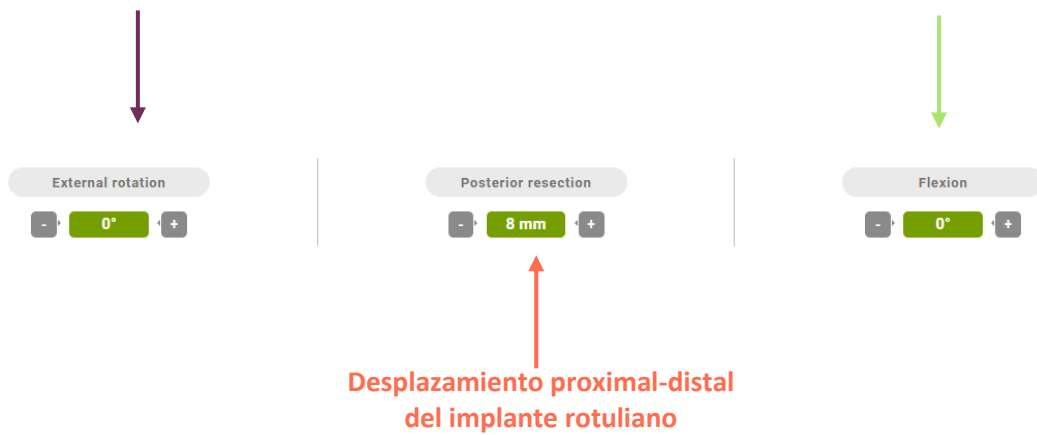 External rotation
Posterior resection
Flexion
- 0° +
- 8 mm +
- 0° +
Desplazamiento proximal-distal
del implante rotuliano